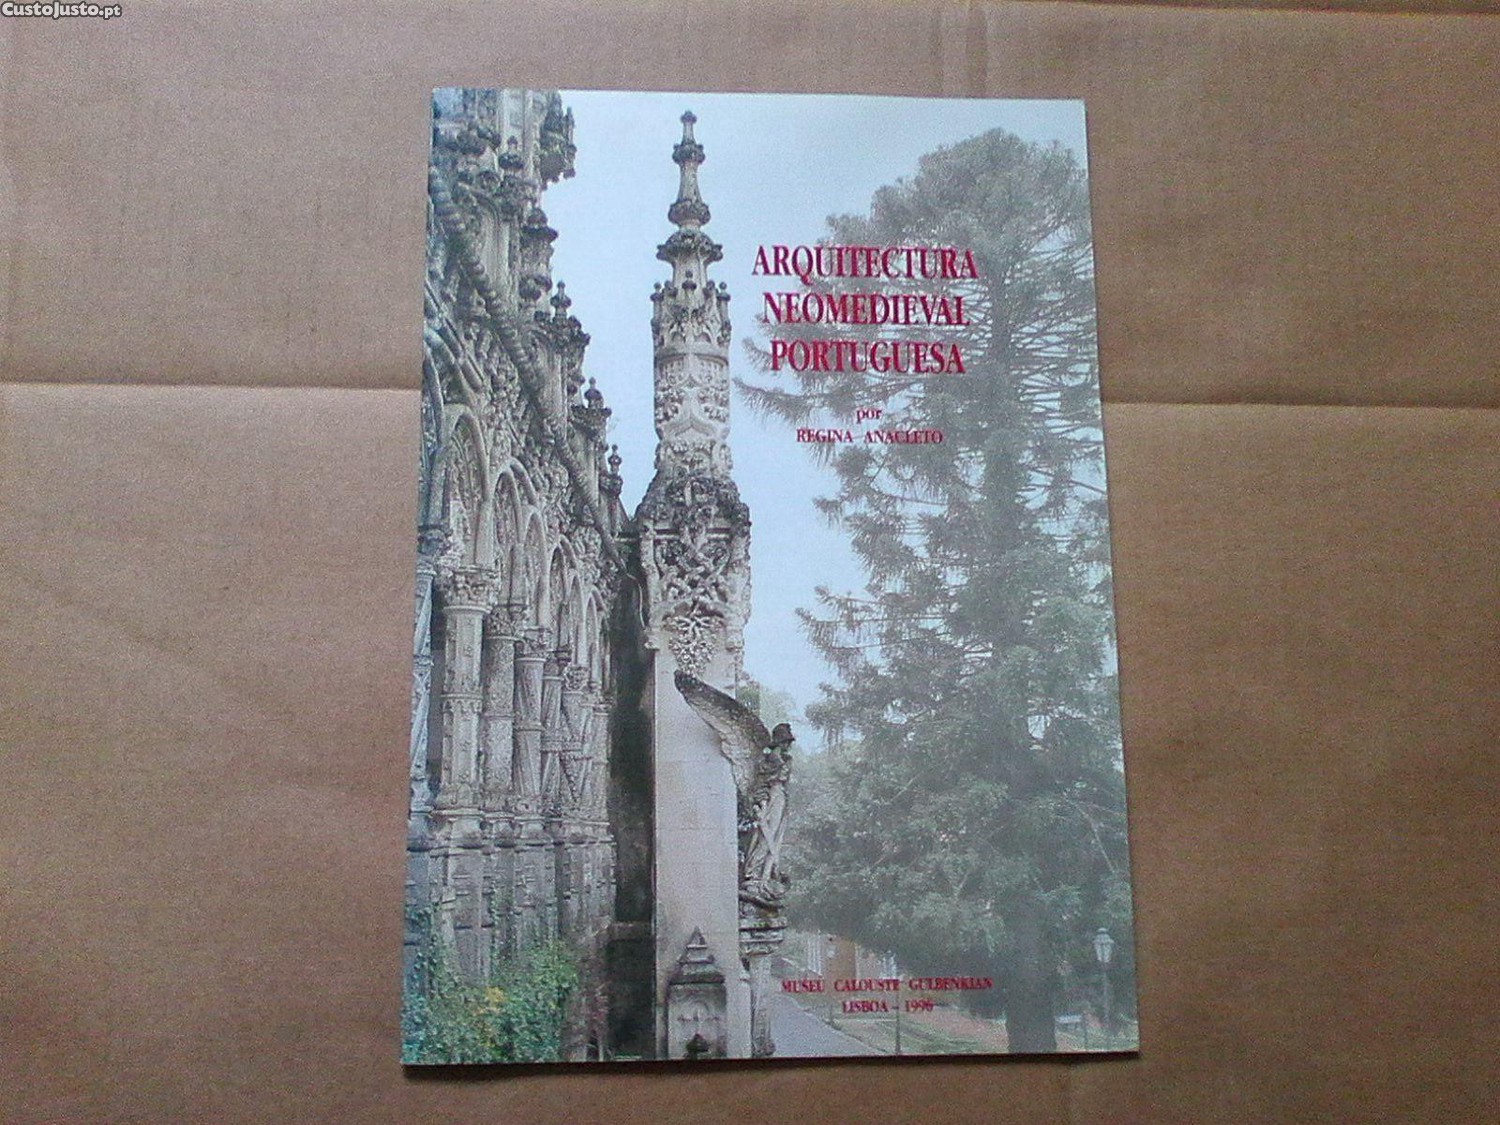 CustoJusto.pt
ARQUITECTURA
NEOMEDIEVAL
PORTUGUESA
por
REGINA ANACLETO
MUSEU CALOUSTE GULBENKIAN
LISBOA - 1996